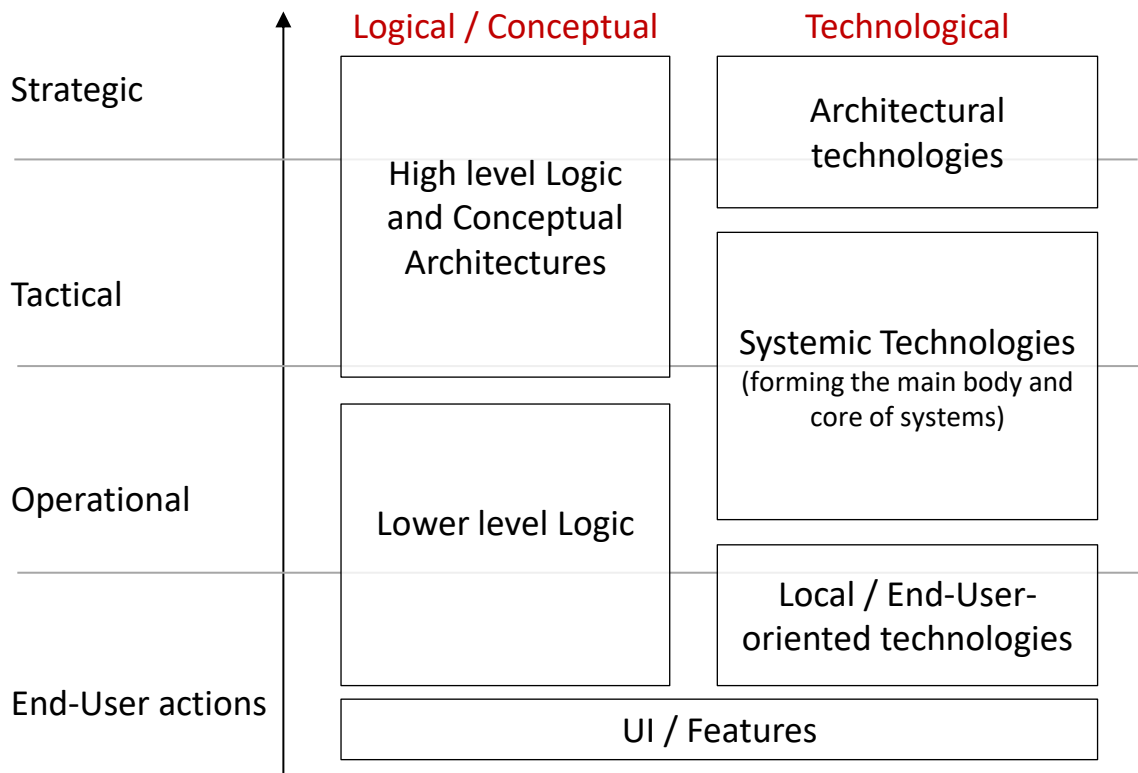 Logical / Conceptual
Technological
Strategic
Architectural
technologies
High level Logic
and Conceptual
Architectures
Tactical
Systemic Technologies
(forming the main body and
core of systems)
Operational
Lower level Logic
Local / End-User-
oriented technologies
End-User actions
UI / Features